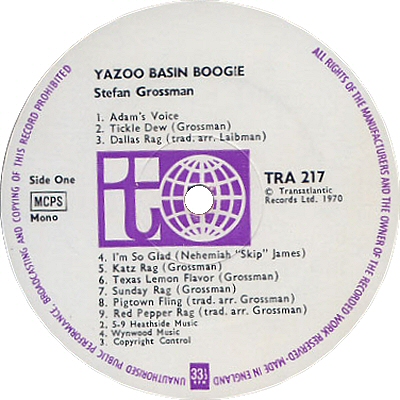 YAZOO BASIN BOOGIE
Stefan Grossman
1. Adam's Voice
2. Tickle Dew (Grossman)
3. Dallas Rag (trad. arr. Laibman)
Side One
MCPS
Mono
it
TRA 217
© Transatlantic
Records Ltd. 1970
4. I'm So Glad (Nehemiah "Skip" James)
5. Katz Rag (Grossman)
6. Texas Lemon Flavor (Grossman)
7. Sunday Rag (Grossman)
8. Pigtown Fling (trad. arr. Grossman)
9. Red Pepper Rag (trad. arr. Grossman)
2, 5-9 Heathside Music
4. Wynwood Music
3. Copyright Control
33⅓
ALL RIGHTS OF THE MANUFACTURERS AND THE OWNER OF THE RECORDED WORK RESERVED-MADE IN ENGLAND
UNAUTHORISED PUBLIC PERFORMANCE, BROADCASTING AND COPYING OF THIS RECORD PROHIBITED